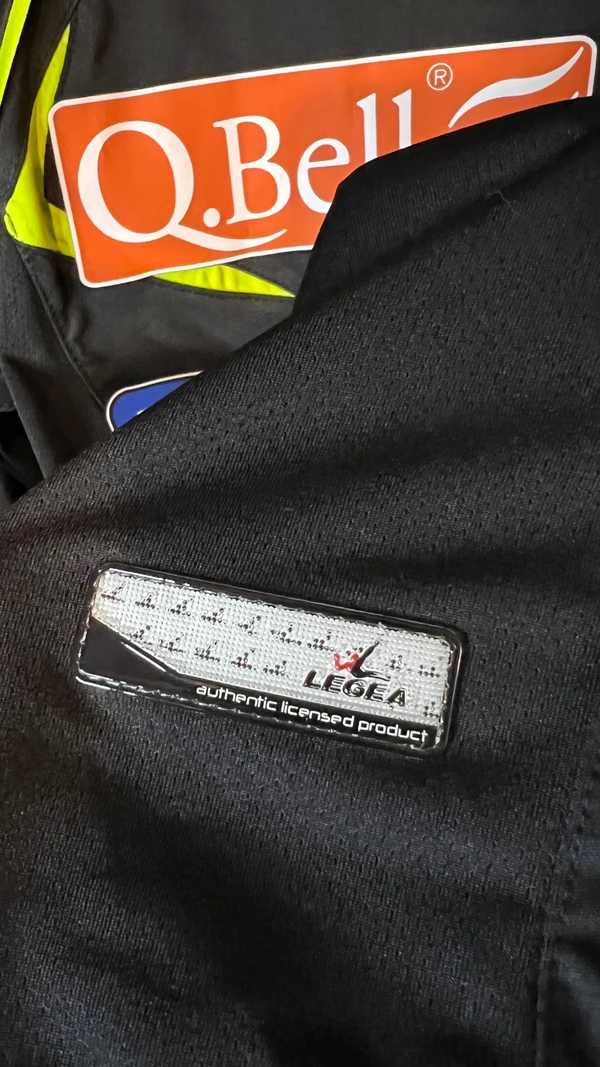 Q.Bell®
LEGEA
authentic licensed product